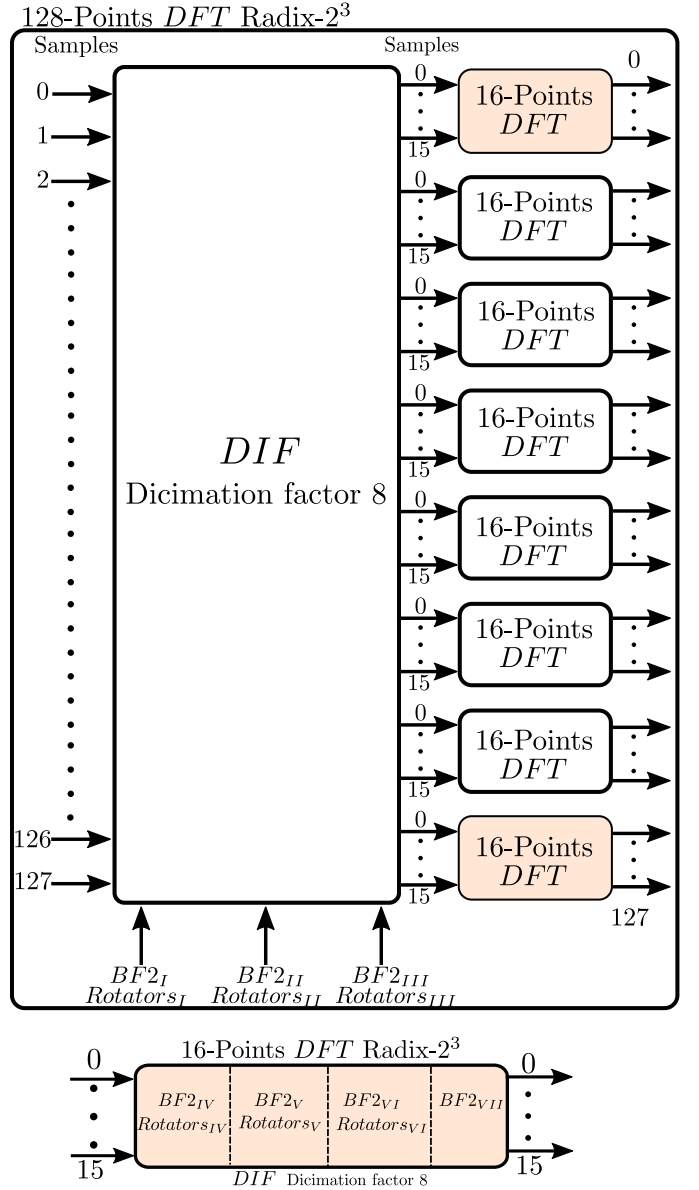 128-Points DFT Radix-2³
Samples
Samples
0
1
2
126
127
DIF
Dicimation factor 8
0
15
16-Points
DFT
0
0
15
16-Points
DFT
0
15
16-Points
DFT
0
15
16-Points
DFT
0
15
16-Points
DFT
0
15
16-Points
DFT
0
15
16-Points
DFT
0
15
16-Points
DFT
127
BF2_I
Rotators_I
BF2_II
Rotators_II
BF2_III
Rotators_III
16-Points DFT Radix-2³
0
15
BF2_IV
Rotators_IV
BF2_V
Rotators_V
BF2_VI
Rotators_VI
BF2_VII
0
15
DIF Dicimation factor 8